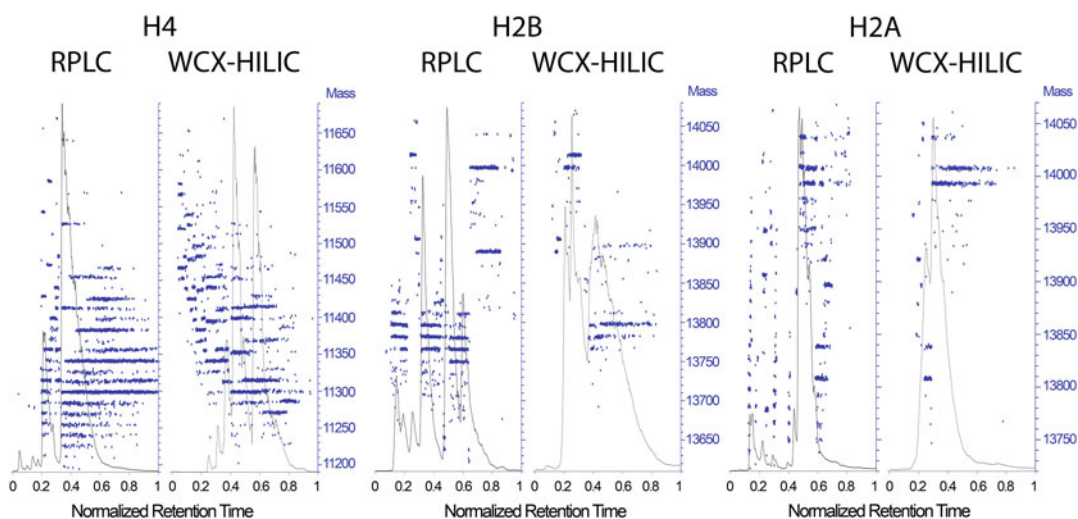 H4 H2B H2A
RPLC WCX-HILIC RPLC WCX-HILIC RPLC WCX-HILIC
Mass Mass Mass
11650 11600 11550 11500 11450 11400 11350 11300 11250 11200
14050 14000 13950 13900 13850 13800 13750 13700 13650
14050 14000 13950 13900 13850 13800 13750
0 0.2 0.4 0.6 0.8 1 0 0.2 0.4 0.6 0.8 1 0 0.2 0.4 0.6 0.8 1 0 0.2 0.4 0.6 0.8 1 0 0.2 0.4 0.6 0.8 1 0 0.2 0.4 0.6 0.8 1
Normalized Retention Time Normalized Retention Time Normalized Retention Time